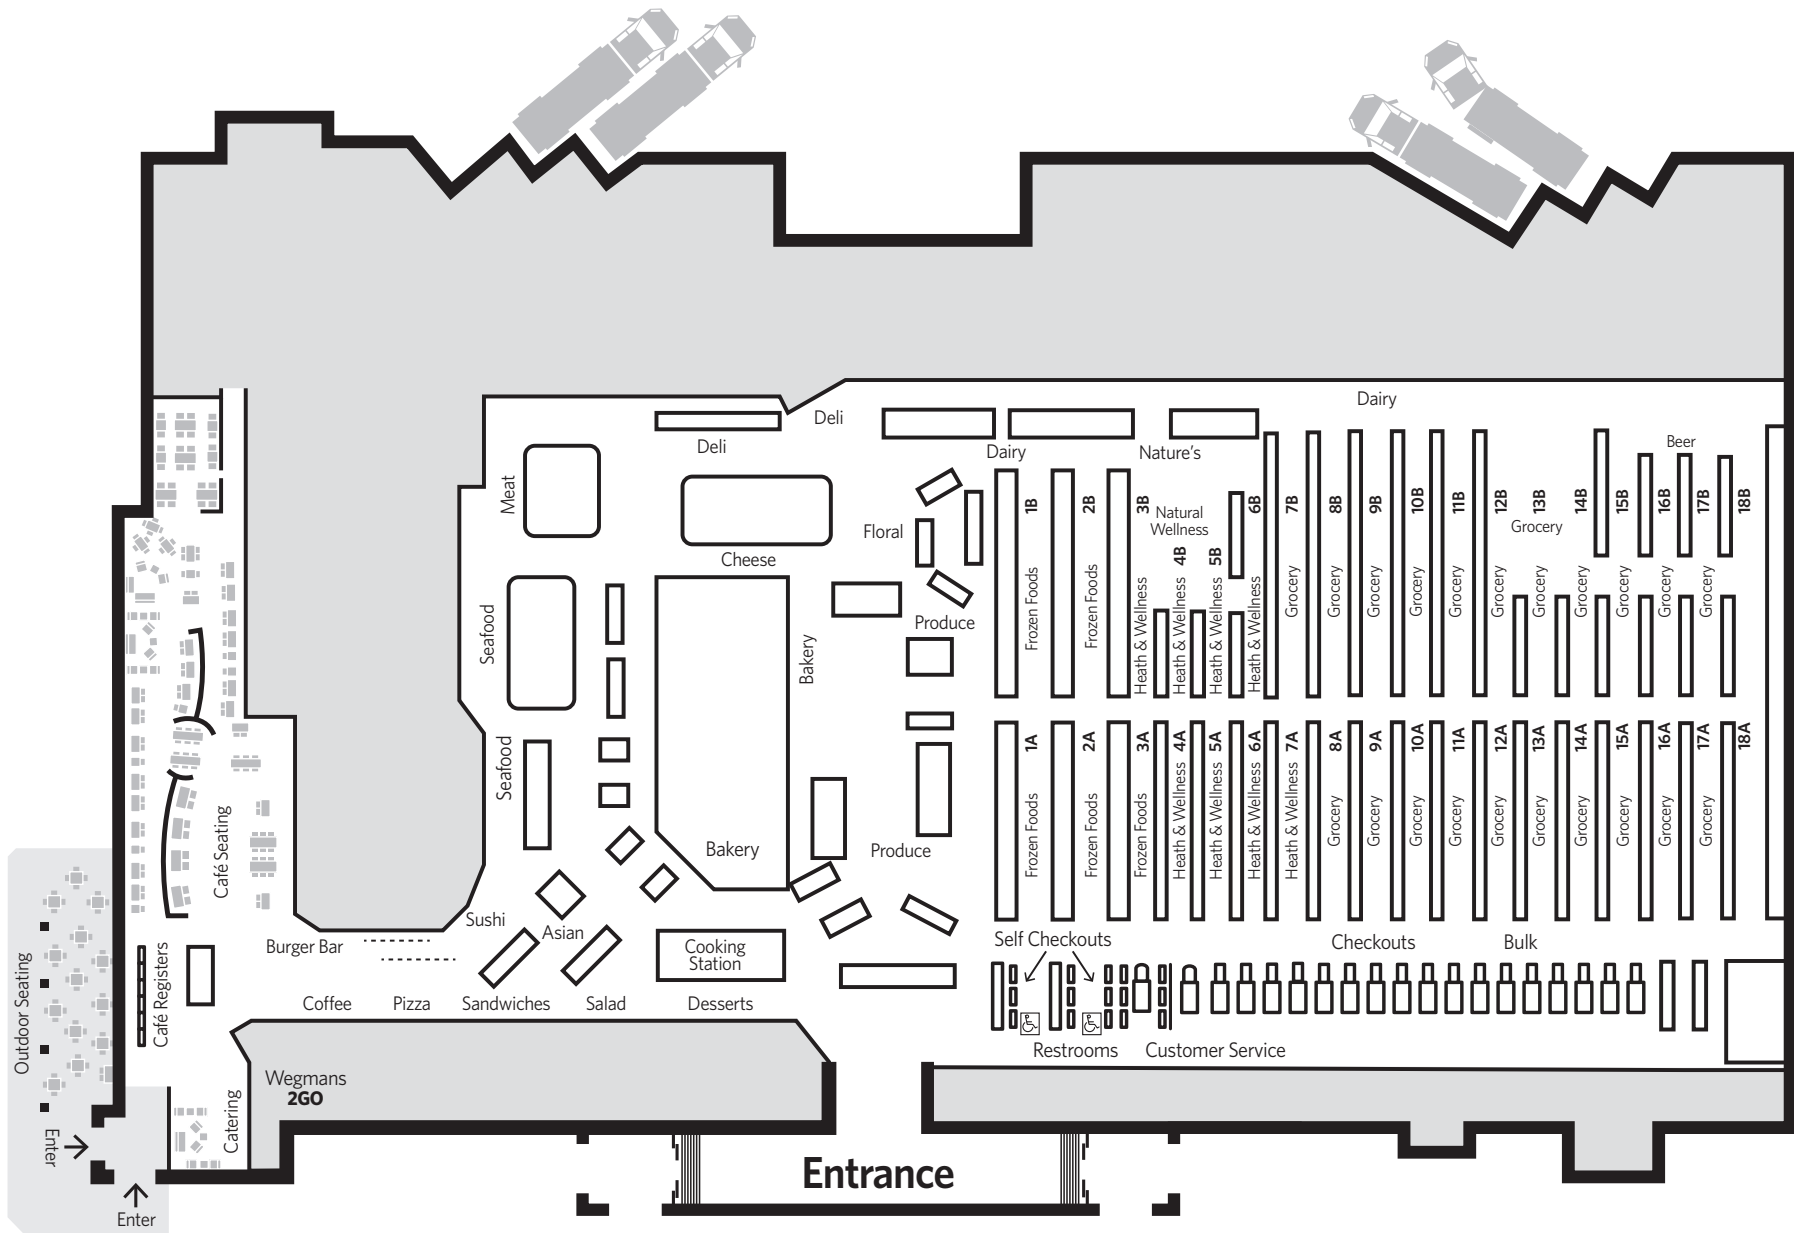 Dairy
Deli
Deli
Dairy
Nature's
Beer
Meat
Cheese
Floral
Natural
Wellness
Grocery
1B
2B
3B
4B
5B
6B
7B
8B
9B
10B
11B
12B
13B
14B
15B
16B
17B
18B
Frozen Foods
Frozen Foods
Heath & Wellness
Heath & Wellness
Heath & Wellness
Heath & Wellness
Grocery
Grocery
Grocery
Grocery
Grocery
Grocery
Grocery
Grocery
Grocery
Grocery
Grocery
Seafood
Bakery
Produce
Seafood
1A
2A
3A
4A
5A
6A
7A
8A
9A
10A
11A
12A
13A
14A
15A
16A
17A
18A
Frozen Foods
Frozen Foods
Frozen Foods
Heath & Wellness
Heath & Wellness
Heath & Wellness
Heath & Wellness
Grocery
Grocery
Grocery
Grocery
Grocery
Grocery
Grocery
Grocery
Grocery
Grocery
Café Seating
Bakery
Produce
Sushi
Asian
Burger Bar
Cooking
Station
Self Checkouts
Checkouts
Bulk
Outdoor Seating
Café Registers
Coffee
Pizza
Sandwiches
Salad
Desserts
Restrooms
Customer Service
Wegmans
2GO
Catering
Enter
Enter
Entrance